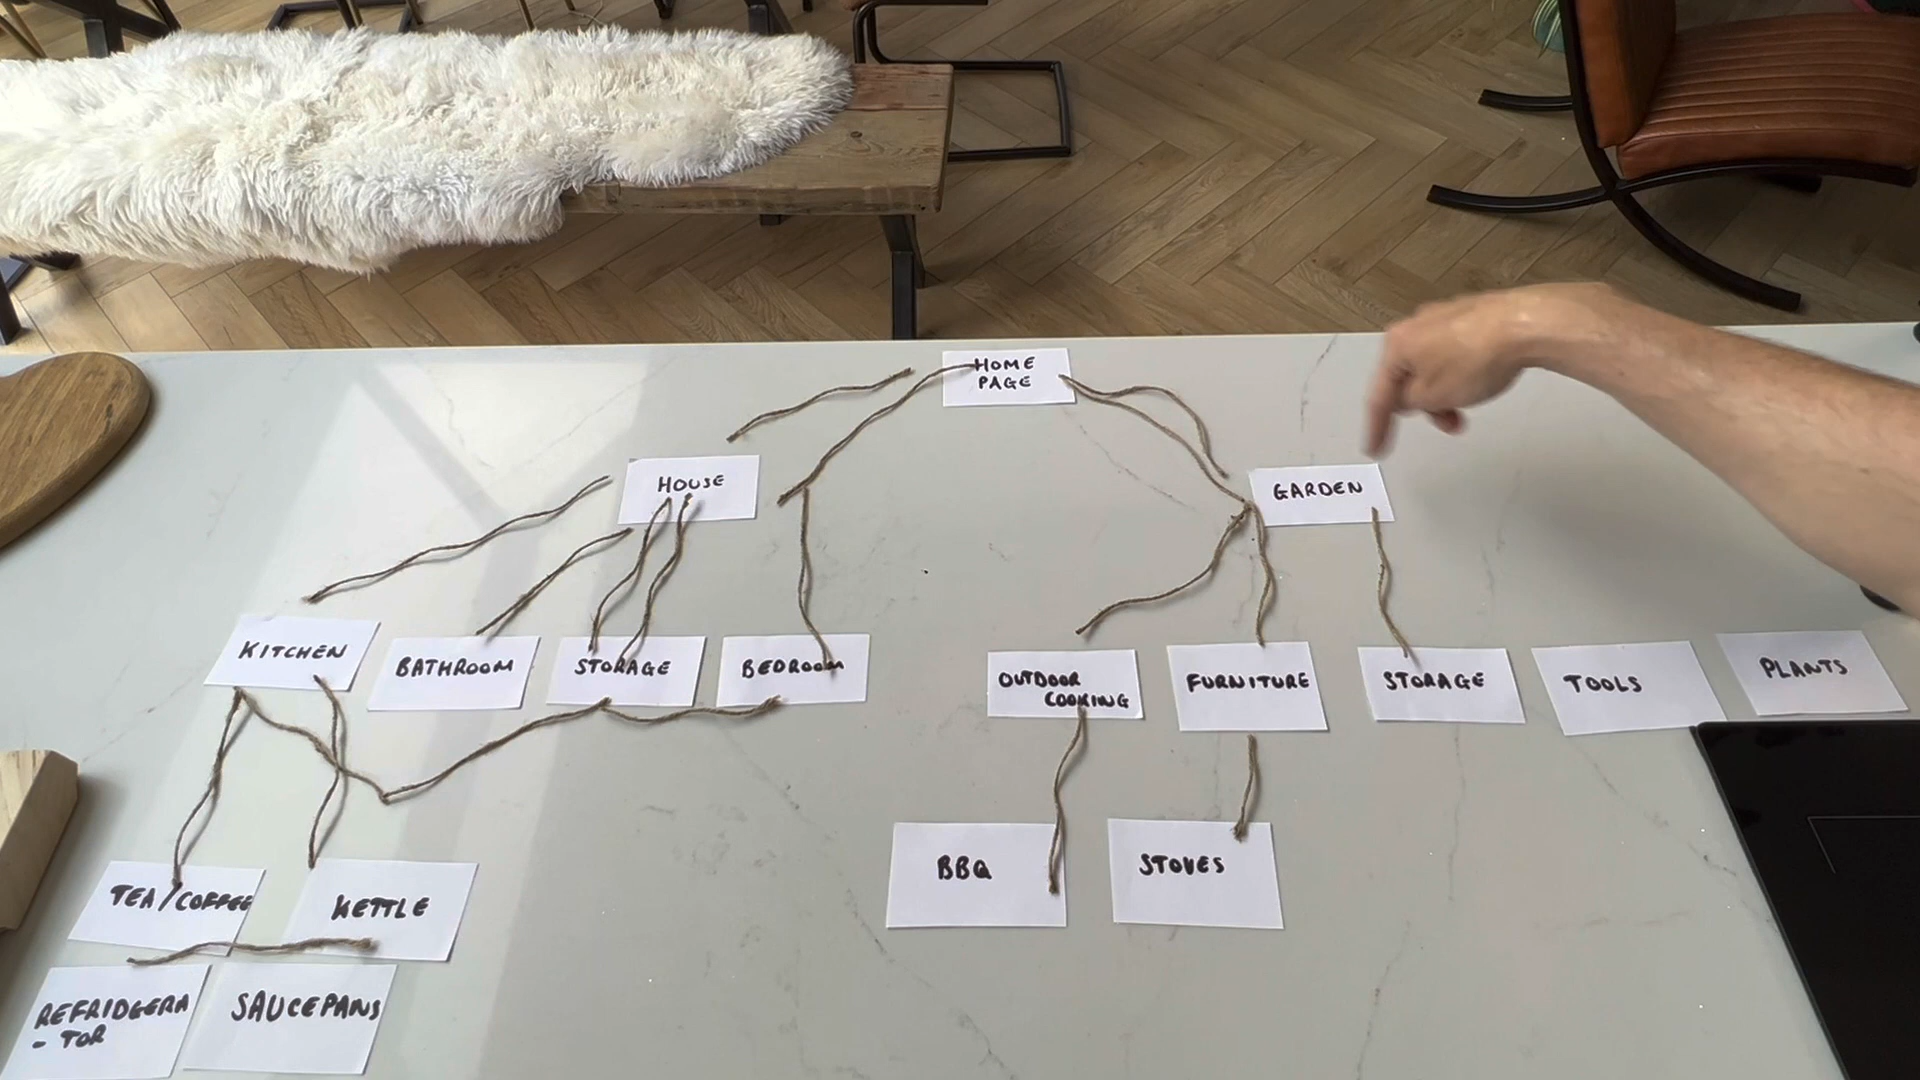 HOME
PAGE
HOUSE
GARDEN
KITCHEN
BATHROOM
STORAGE
BEDROOM
OUTDOOR
COOKING
FURNITURE
STORAGE
TOOLS
PLANTS
TEA/COFFEE
KETTLE
BBQ
STOVES
REFRIDGERA
- TOR
SAUCEPANS